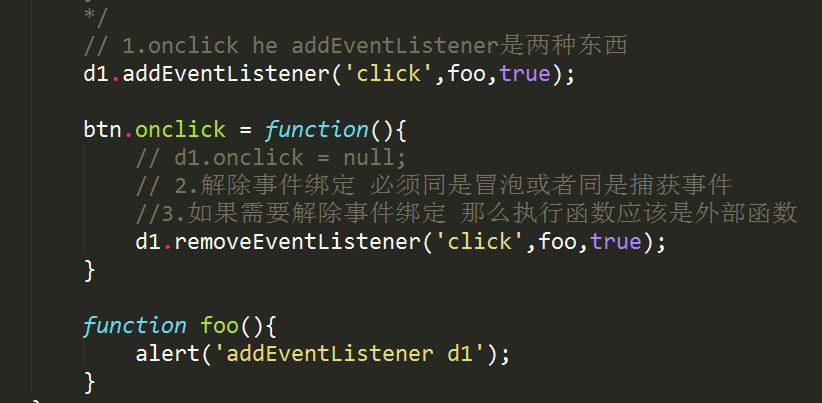 */
// 1.onclick he addEventListener是两种东西
d1.addEventListener('click',foo,true);
btn.onclick = function(){
// d1.onclick = null;
// 2.解除事件绑定 必须同是冒泡或者同是捕获事件
//3.如果需要解除事件绑定 那么执行函数应该是外部函数
d1.removeEventListener('click',foo,true);
}
function foo(){
alert('addEventListener d1');
}